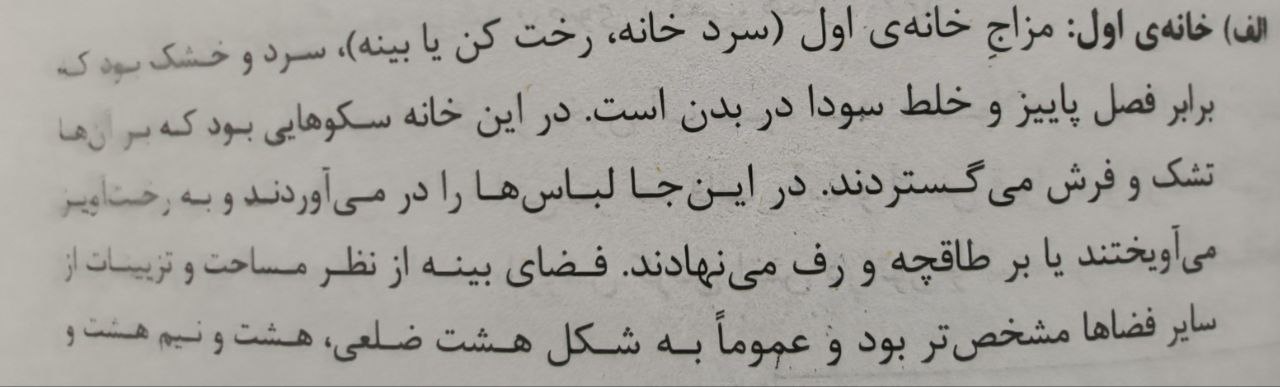 الف) خانه‌ی اول: مزاجِ خانه‌ی اول (سرد خانه، رخت کن یا بینه)، سرد و خشک بود که
برابر فصل پاییز و خلط سودا در بدن است. در این خانه سکوهایی بود که بر آن‌ها
تشک و فرش می‌گستردند. در این‌جا لباس‌ها را در می‌آوردند و به رخت‌آویز
می‌آویختند یا بر طاقچه و رف می‌نهادند. فضای بینه از نظر مساحت و تزیینات از
سایر فضاها مشخص‌تر بود و عموماً به شکل هشت ضلعی، هشت و نیم هشت و